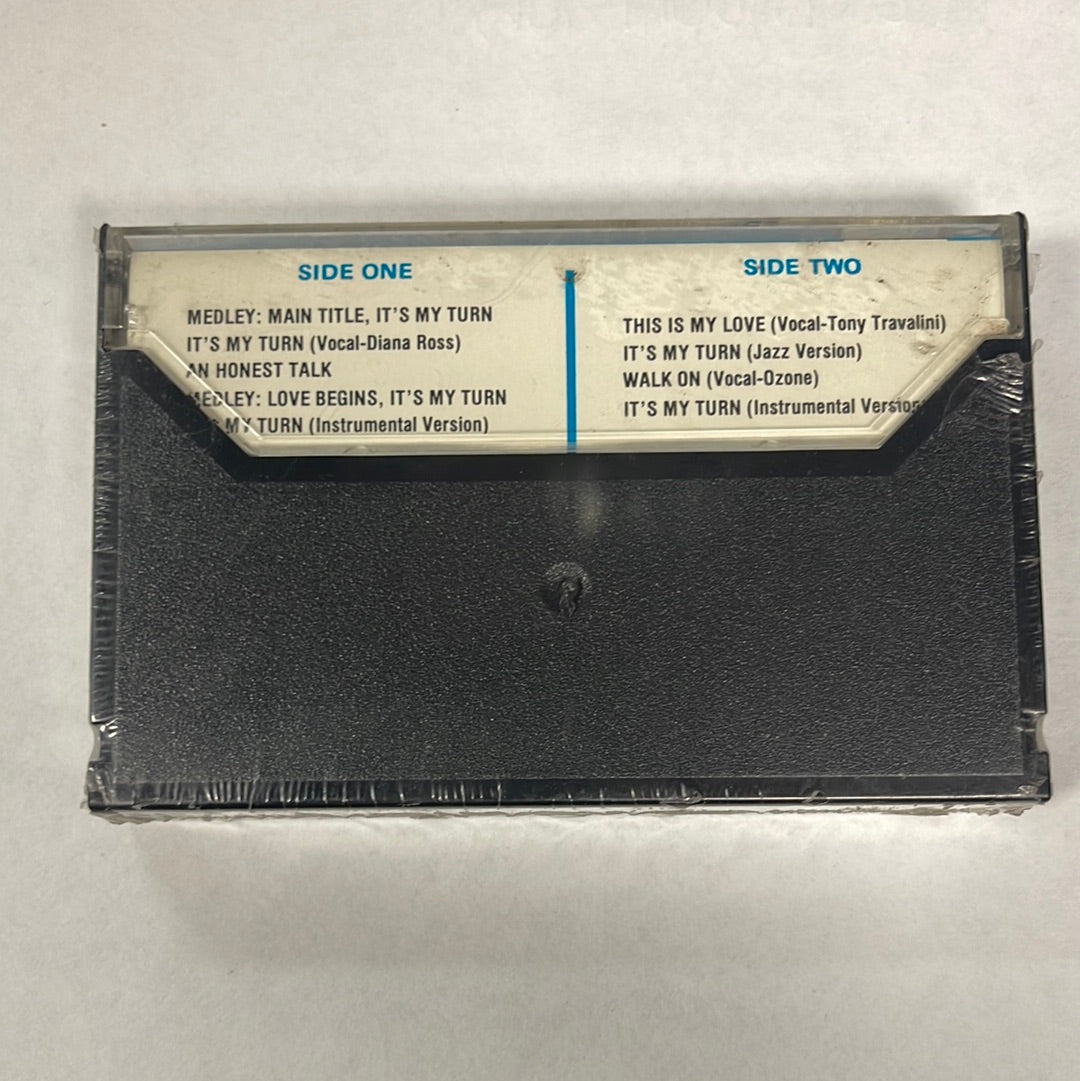 SIDE ONE
MEDLEY: MAIN TITLE, IT'S MY TURN
IT'S MY TURN (Vocal-Diana Ross)
AN HONEST TALK
MEDLEY: LOVE BEGINS, IT'S MY TURN
IT'S MY TURN (Instrumental Version)
SIDE TWO
THIS IS MY LOVE (Vocal-Tony Travalini)
IT'S MY TURN (Jazz Version)
WALK ON (Vocal-Ozone)
IT'S MY TURN (Instrumental Version)